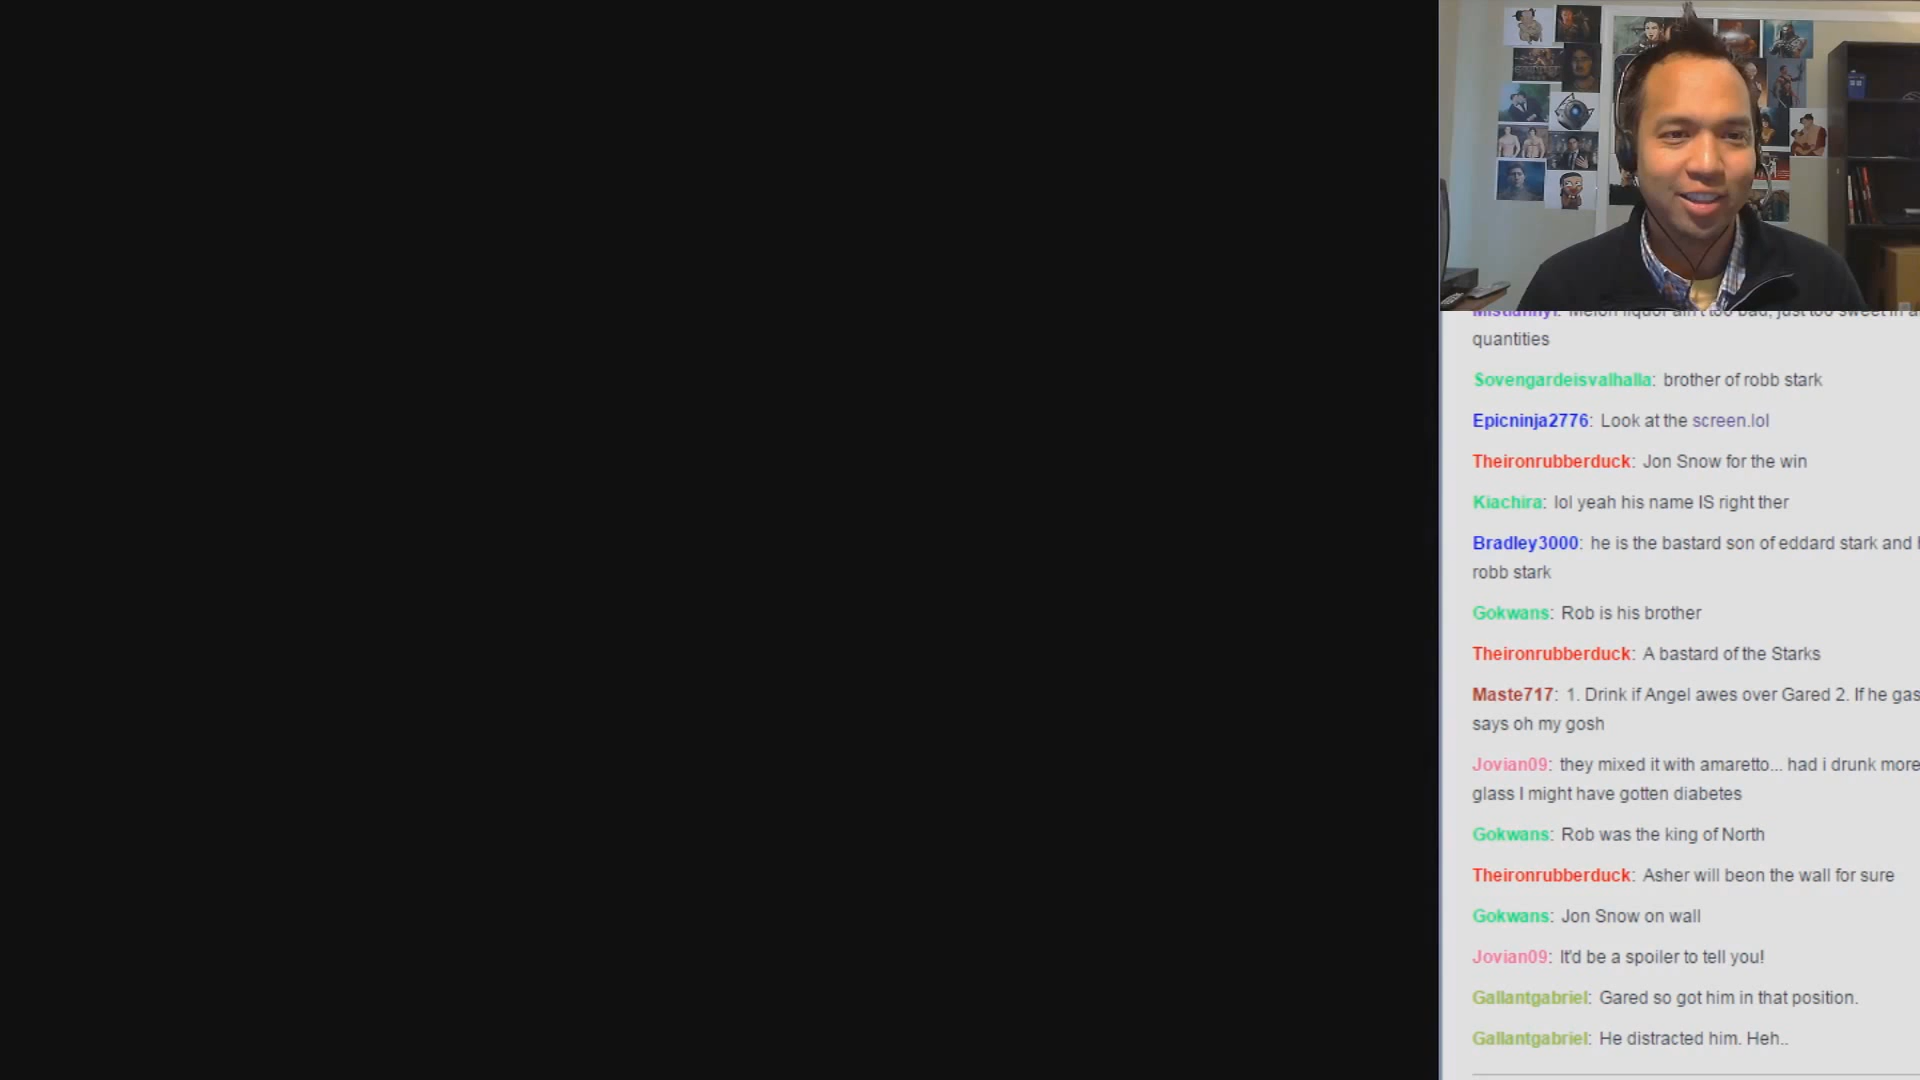 quantities
Sovengardeisvalhalla: brother of robb stark
Epicninja2776: Look at the screen.lol
Theironrubberduck: Jon Snow for the win
Kiachira: lol yeah his name IS right ther
Bradley3000: he is the bastard son of eddard stark and
robb stark
Gokwans: Rob is his brother
Theironrubberduck: A bastard of the Starks
Maste717: 1. Drink if Angel awes over Gared 2. If he gas
says oh my gosh
Jovian09: they mixed it with amaretto... had i drunk more
glass I might have gotten diabetes
Gokwans: Rob was the king of North
Theironrubberduck: Asher will beon the wall for sure
Gokwans: Jon Snow on wall
Jovian09: It'd be a spoiler to tell you!
Gallantgabriel: Gared so got him in that position.
Gallantgabriel: He distracted him. Heh..